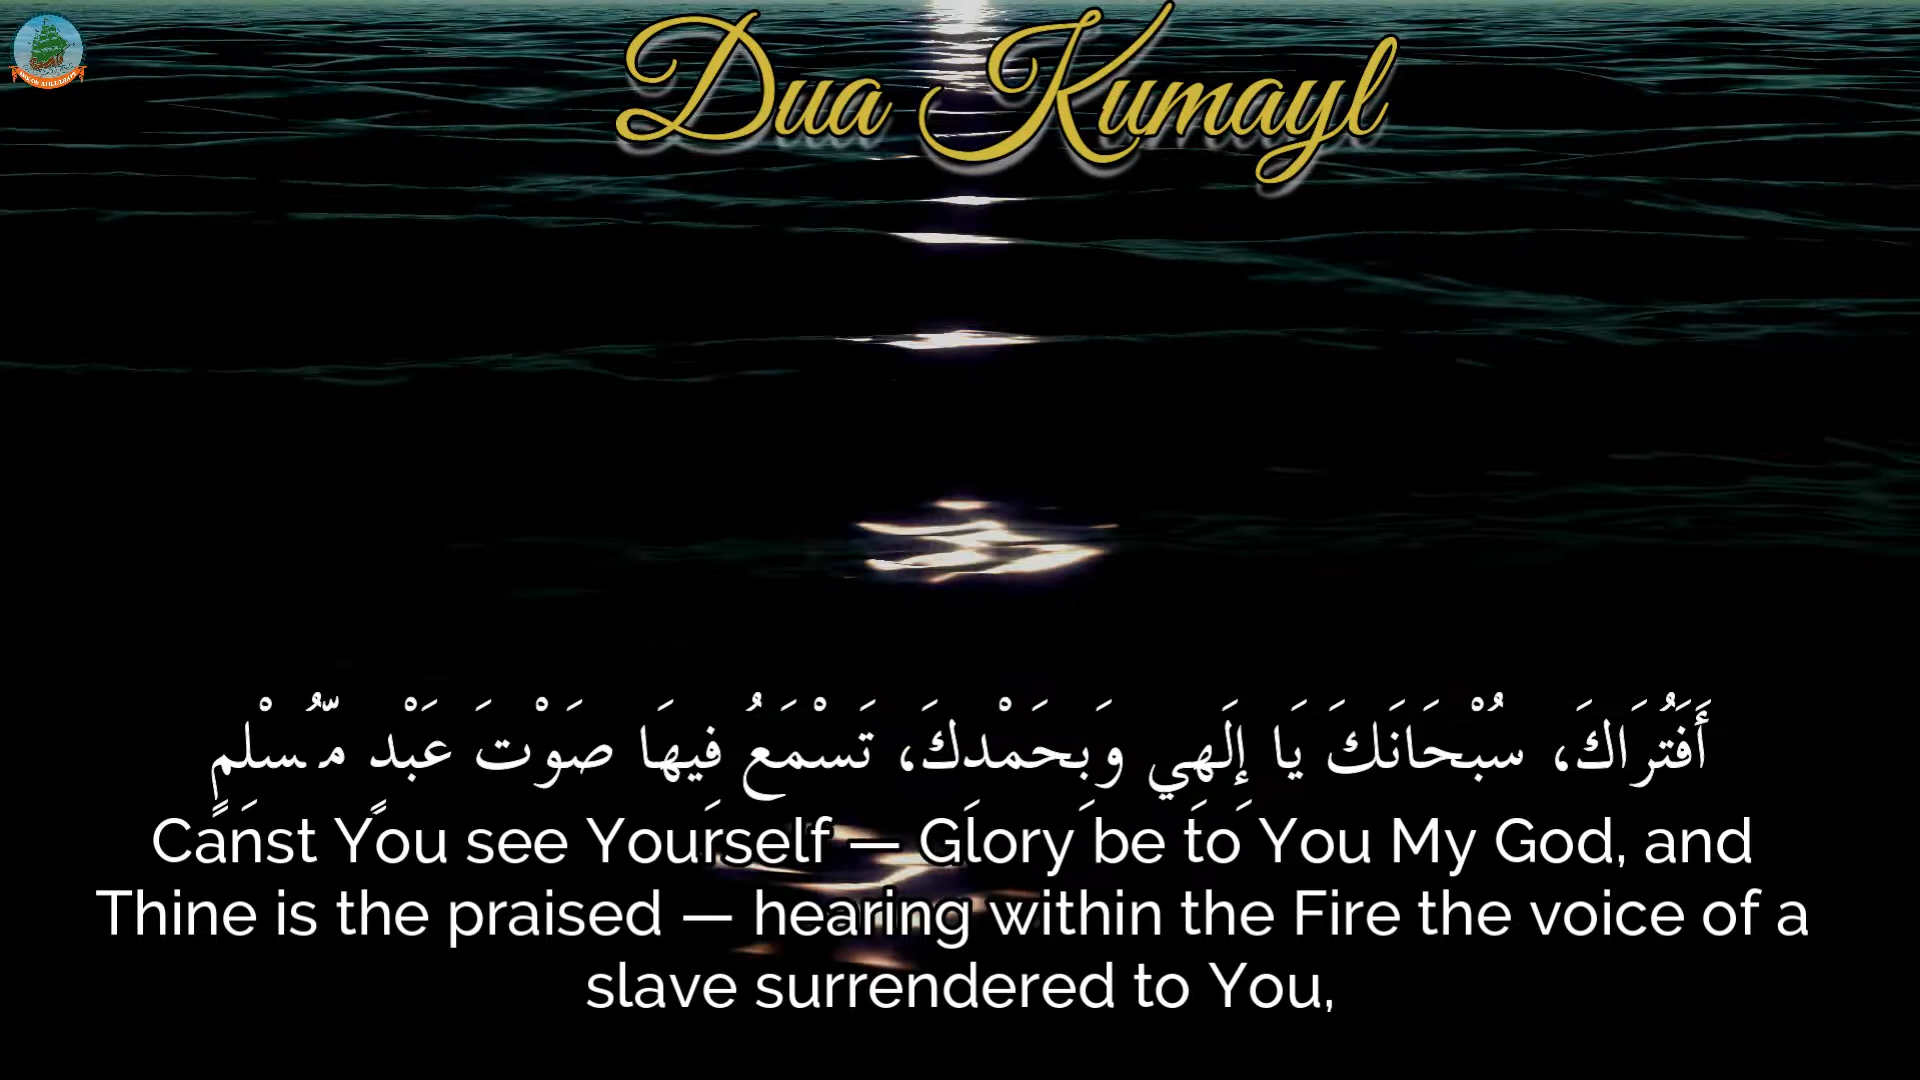 Dua Kumayl
أَفَتُرَاكَ، سُبْحَانَكَ يَا إِلَهِي وَبِحَمْدِكَ، تَسْمَعُ فِيهَا صَوْتَ عَبْدٍ مُّسْلِمٍ
Canst You see Yourself — Glory be to You My God, and
Thine is the praised — hearing within the Fire the voice of a
slave surrendered to You,